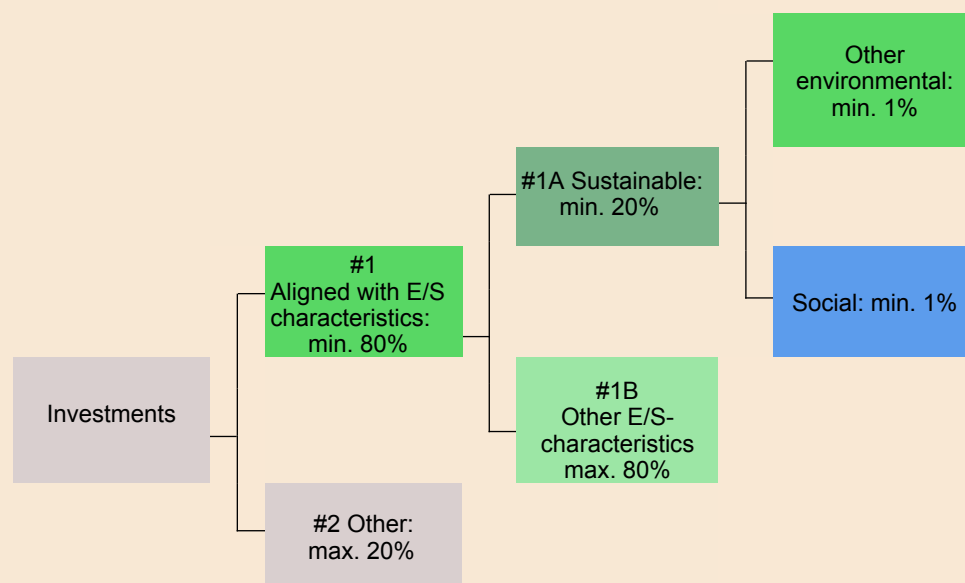 Investments
#1
Aligned with E/S
characteristics:
min. 80%
#2 Other:
max. 20%
#1A Sustainable:
min. 20%
#1B
Other E/S-
characteristics
max. 80%
Other
environmental:
min. 1%
Social: min. 1%